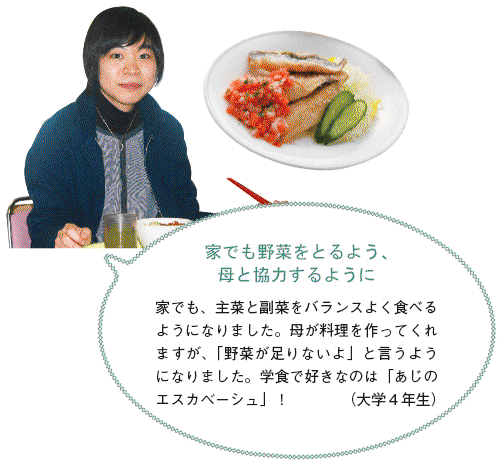 家でも野菜をとるよう、
母と協力するように
家でも、主菜と副菜をバランスよく食べる
ようになりました。母が料理を作ってくれ
ますが、「野菜が足りないよ」と言うよう
になりました。学食で好きなのは「あじの
エスカベーシュ」！　（大学４年生）